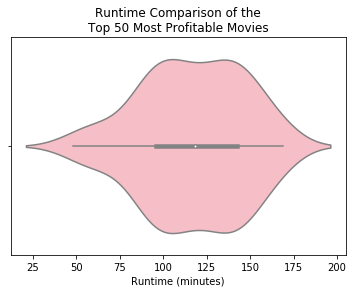 Runtime Comparison of the
Top 50 Most Profitable Movies
25 50 75 100 125 150 175 200
Runtime (minutes)